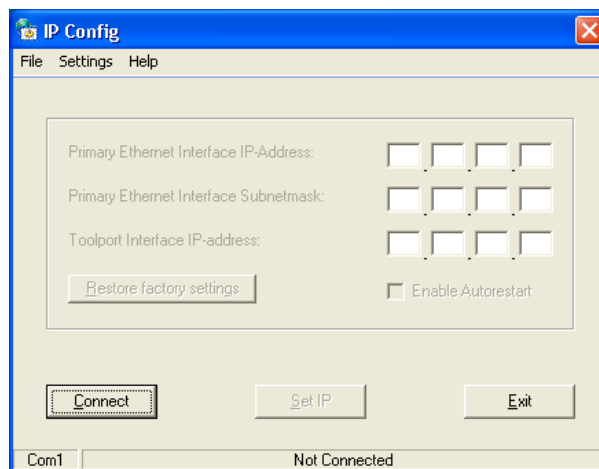 IP Config
File Settings Help
Primary Ethernet Interface IP-Address:
Primary Ethernet Interface Subnetmask:
Toolport Interface IP-address:
Restore factory settings Enable Autorestart
Connect Set IP Exit
Com1 Not Connected